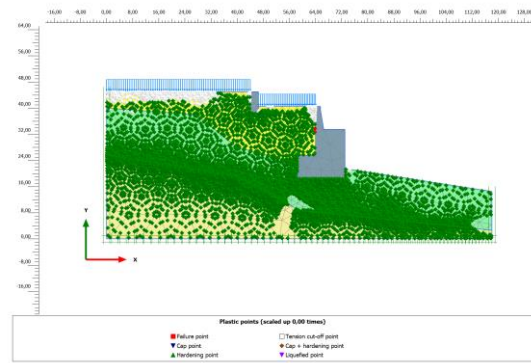 -16,00 -8,00 0,00 8,00 16,00 24,00 32,00 40,00 48,00 56,00 64,00 72,00 80,00 88,00 96,00 104,00 112,00 120,00 128,00
64,00
56,00
48,00
40,00
32,00
24,00
16,00
8,00
0,00
-8,00
-16,00
Y
X
Plastic points (scaled up 0,00 times)
Failure point Tension cut-off point
Cap point Cap + hardening point
Hardening point Liquefied point